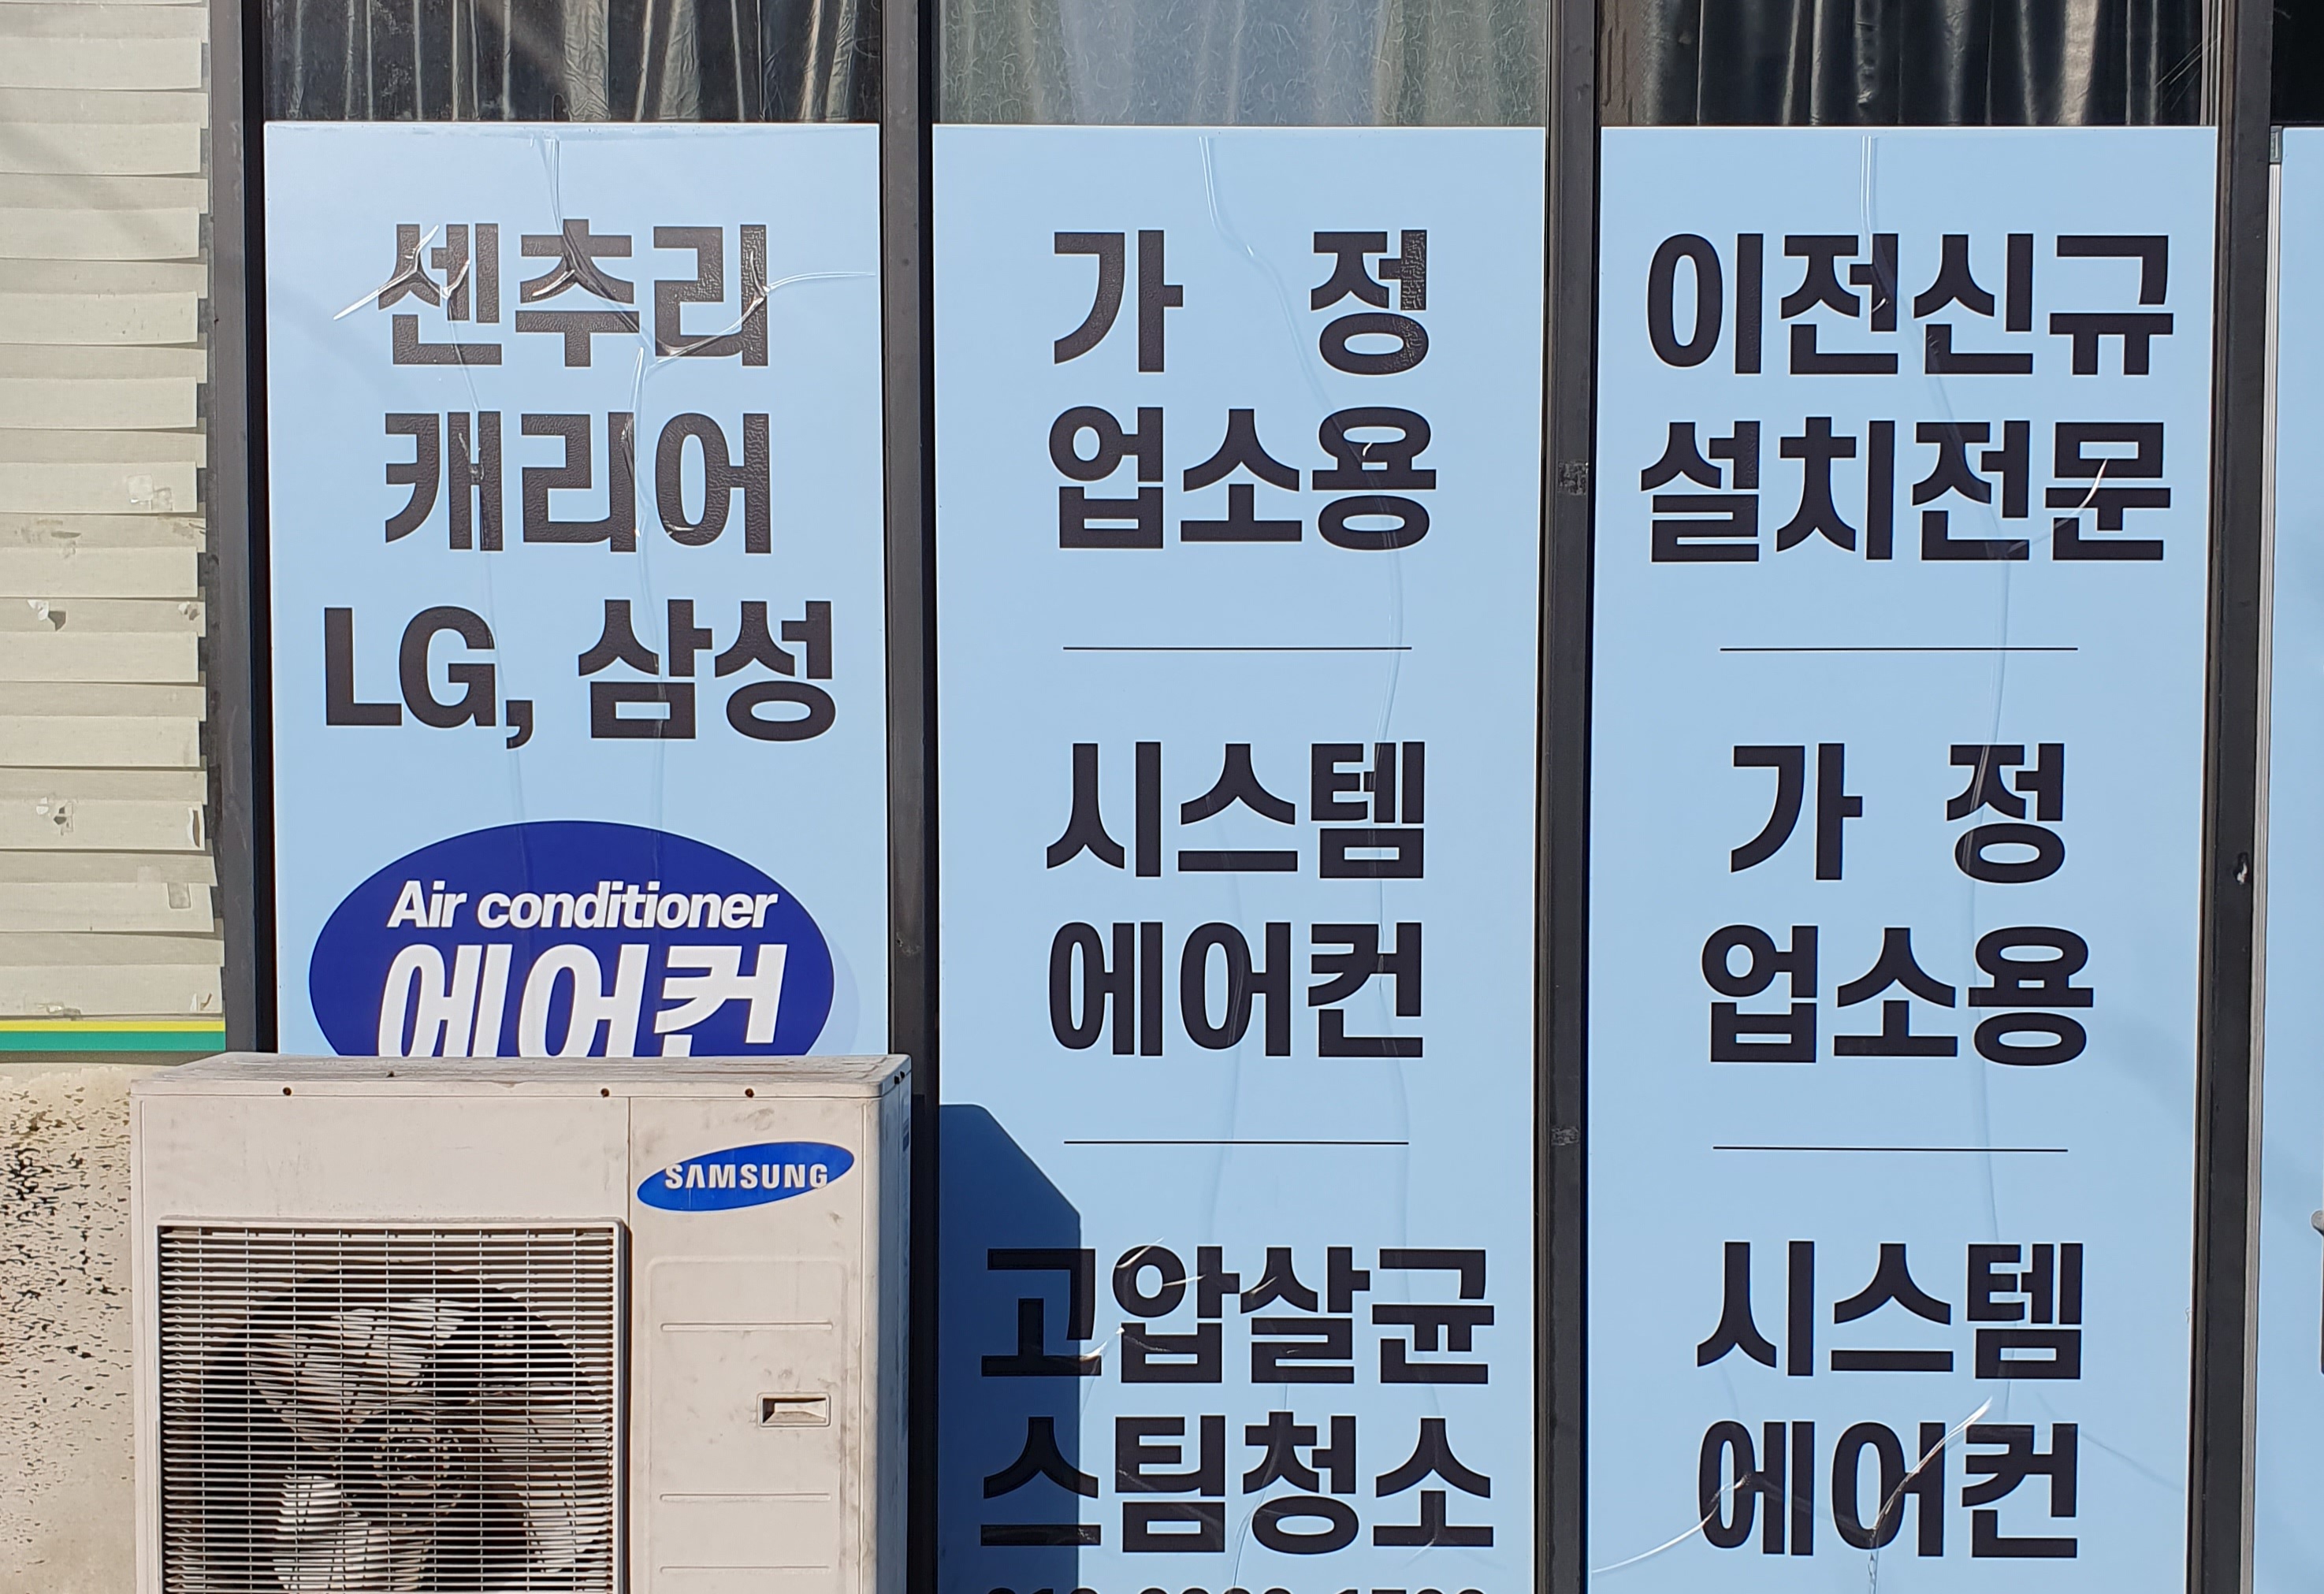 센추리
캐리어
LG, 삼성
Air conditioner
에어컨
SAMSUNG
가 정
업소용
시스템
에어컨
고압살균
스팀청소
이전신규
설치전문
가 정
업소용
시스템
에어컨